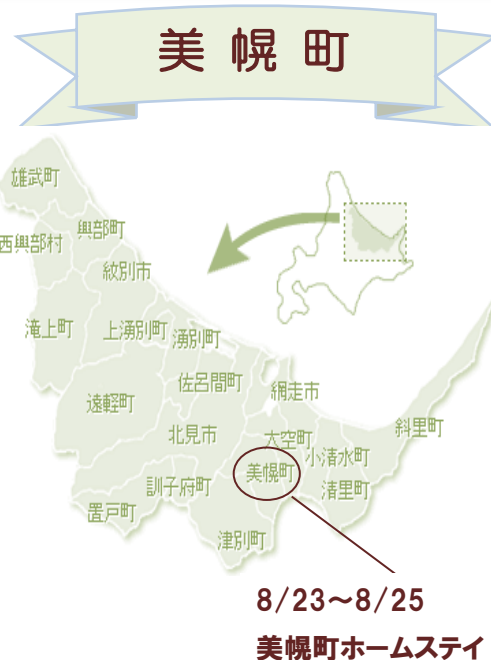 美幌町
雄武町
興部町
西興部村
紋別市
滝上町
上湧別町
湧別町
佐呂間町
網走市
遠軽町
斜里町
北見市
大空町
小清水町
美幌町
清里町
訓子府町
置戸町
津別町
8/23～8/25
美幌町ホームステイ